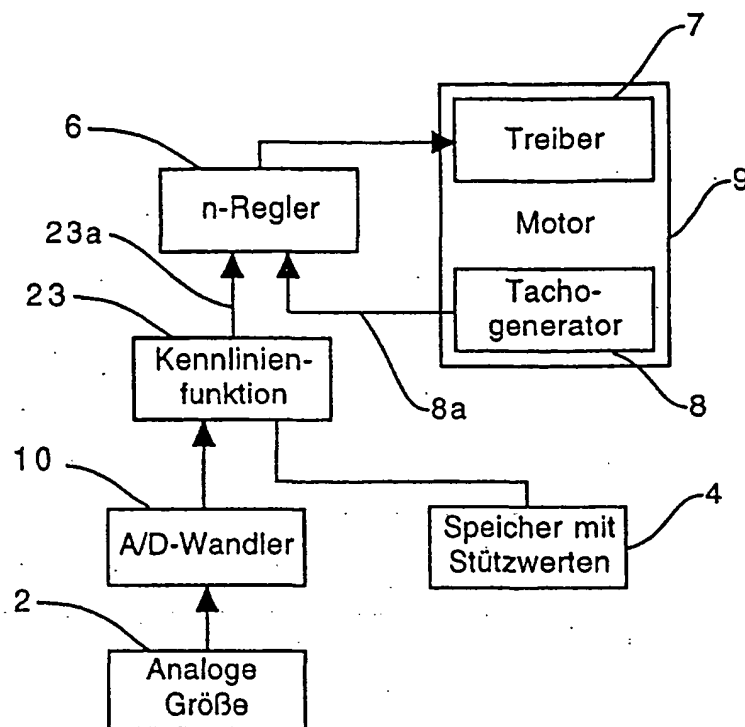 7
6
Treiber
9
n-Regler
23a
Motor
23
Tacho-
generator
Kennlinien-
funktion
8a
8
10
4
A/D-Wandler
Speicher mit
Stützwerten
2
Analoge
Größe